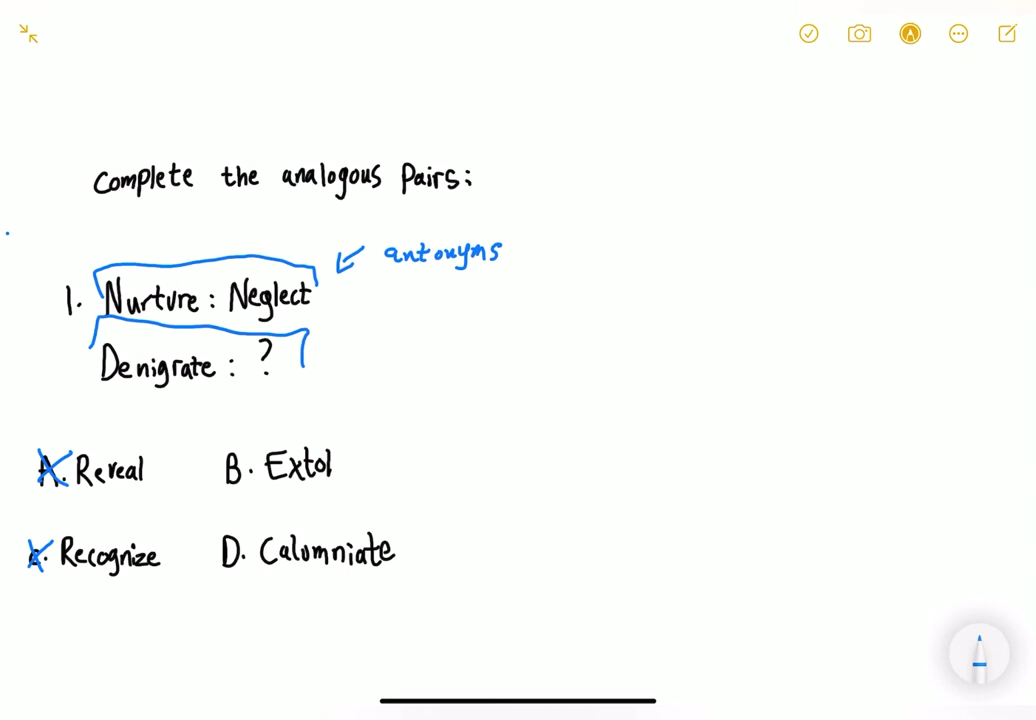 Complete the analogous Pairs:
antonyms
1. Nurture : Neglect
Denigrate : ?
A. Reveal B. Extol
c. Recognize D. Calumniate